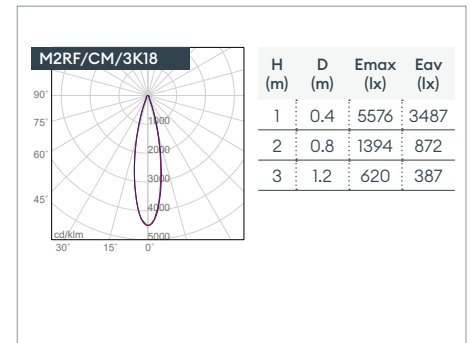 M2RF/CM/3K18
90°
75°
60°
45°
1000
2000
3000
4000
5000
cd/klm
30° 15° 0°
H (m) D (m) Emax (lx) Eav (lx)
1 0.4 5576 3487
2 0.8 1394 872
3 1.2 620 387